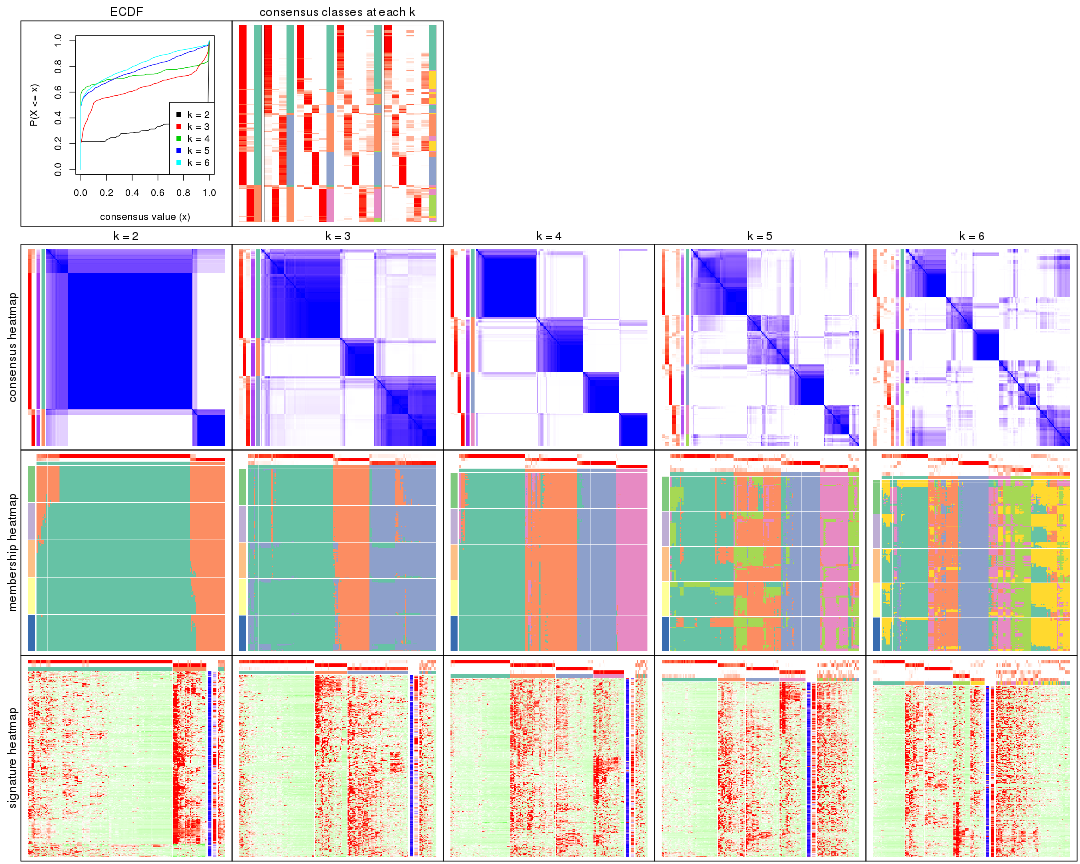 ECDF
consensus classes at each k
P(X <= x)
1.0
0.8
0.6
0.4
0.2
0.0
k = 2
k = 3
k = 4
k = 5
k = 6
0.0 0.2 0.4 0.6 0.8 1.0
consensus value (x)
k = 2
k = 3
k = 4
k = 5
k = 6
consensus heatmap
membership heatmap
signature heatmap